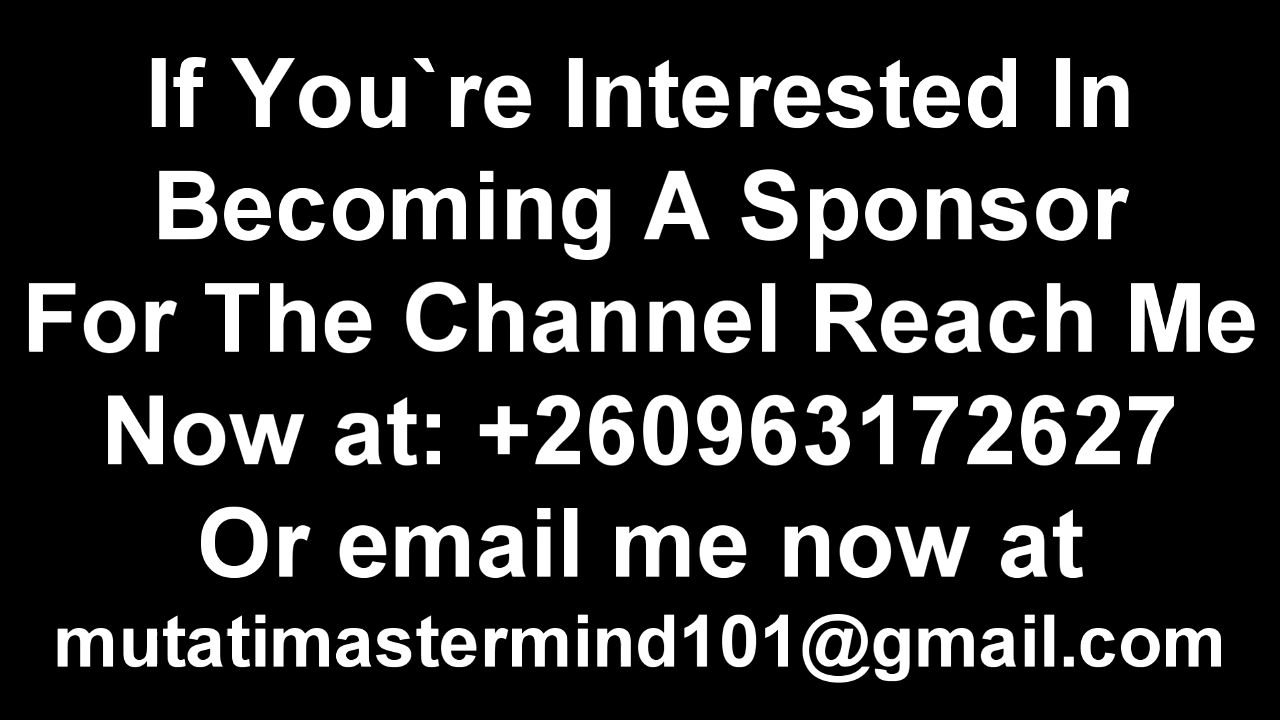 If You`re Interested In
Becoming A Sponsor
For The Channel Reach Me
Now at: +260963172627
Or email me now at
mutatimastermind101@gmail.com